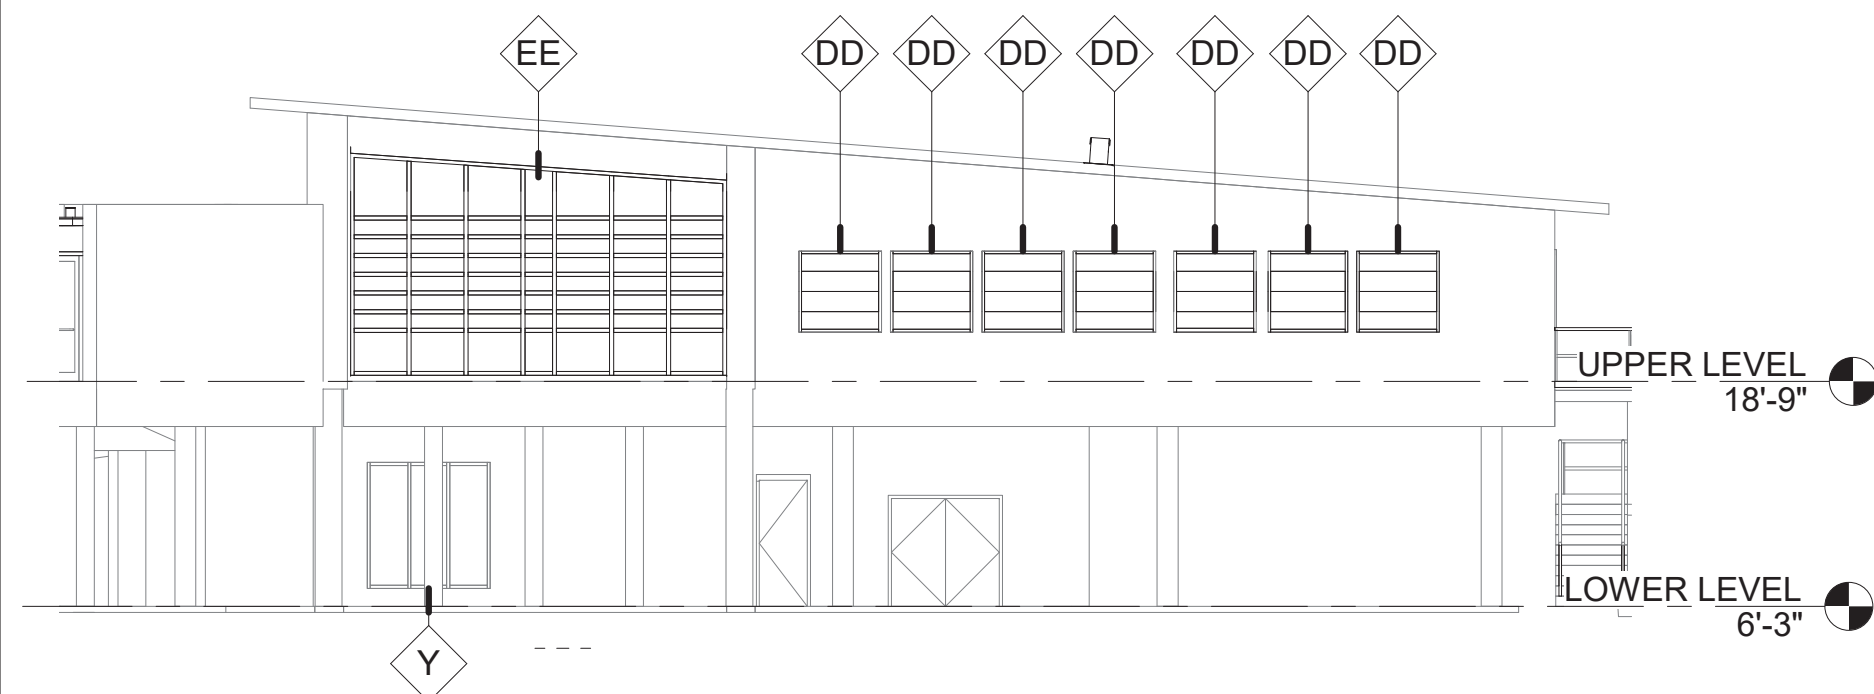 EE
DD
DD
DD
DD
DD
DD
DD
UPPER LEVEL
18'-9"
LOWER LEVEL
6'-3"
Y